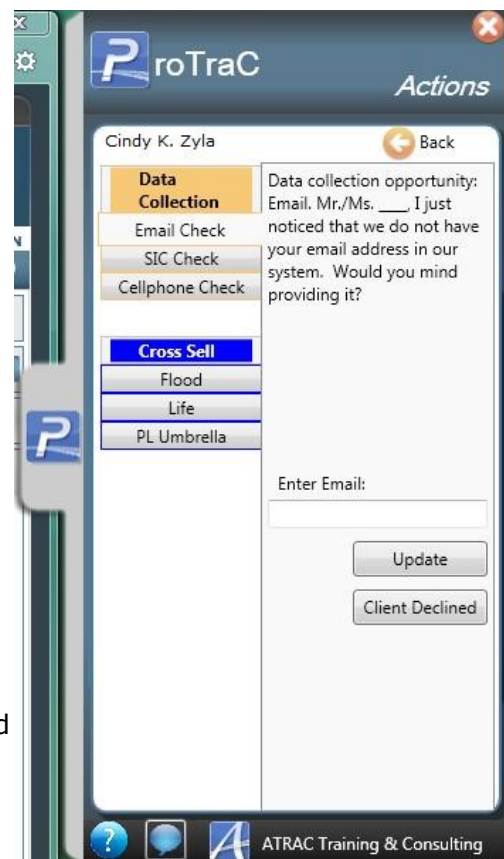 ProTraC
Actions
Cindy K. Zyla
Back
Data
Collection
Email Check
SIC Check
Cellphone Check
Cross Sell
Flood
Life
PL Umbrella
Data collection opportunity:
Email. Mr./Ms. ____, I just
noticed that we do not have
your email address in our
system.  Would you mind
providing it?
Enter Email:
Update
Client Declined
N
P
d
?
A
ATRAC Training & Consulting